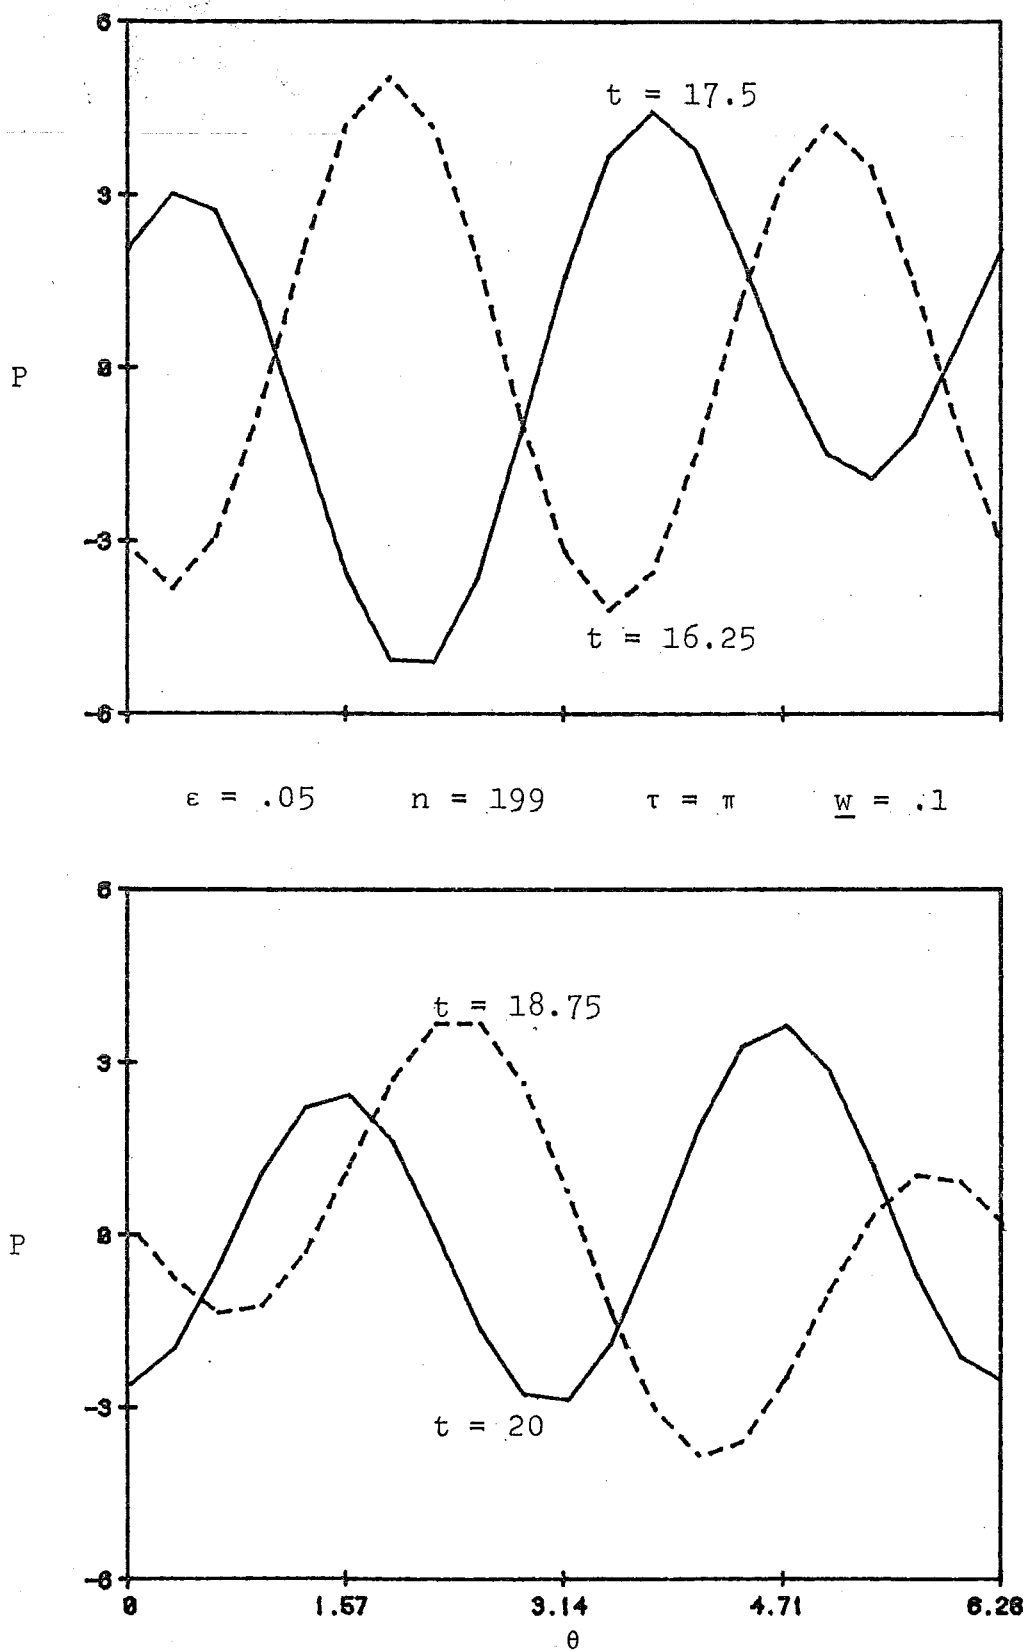 6
t = 17.5
3
P
0
-3
t = 16.25
-6
ε = .05 n = 199 τ = π w = .1
6
t = 18.75
3
P
0
-3
t = 20
-6
0 1.57 3.14 4.71 6.28
θ